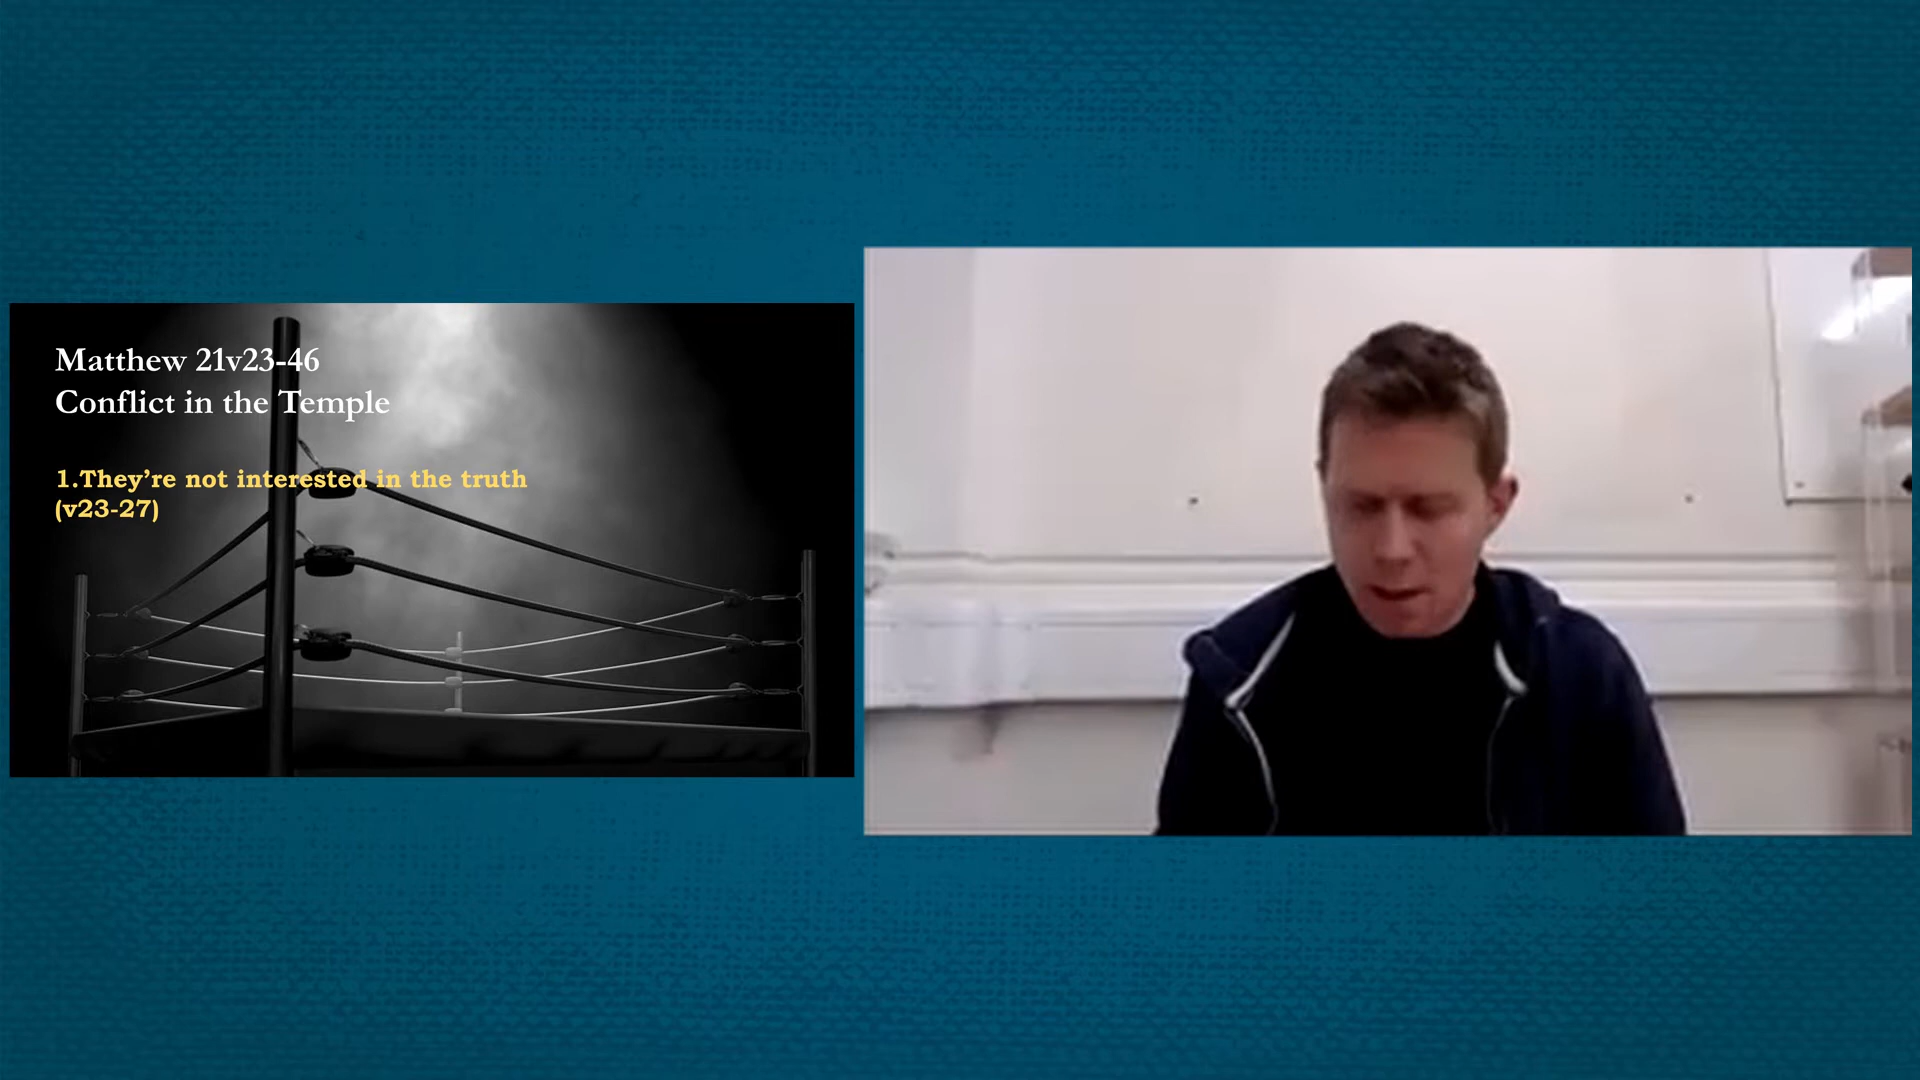 Matthew 21v23-46
Conflict in the Temple
1.They’re not interested in the truth
(v23-27)